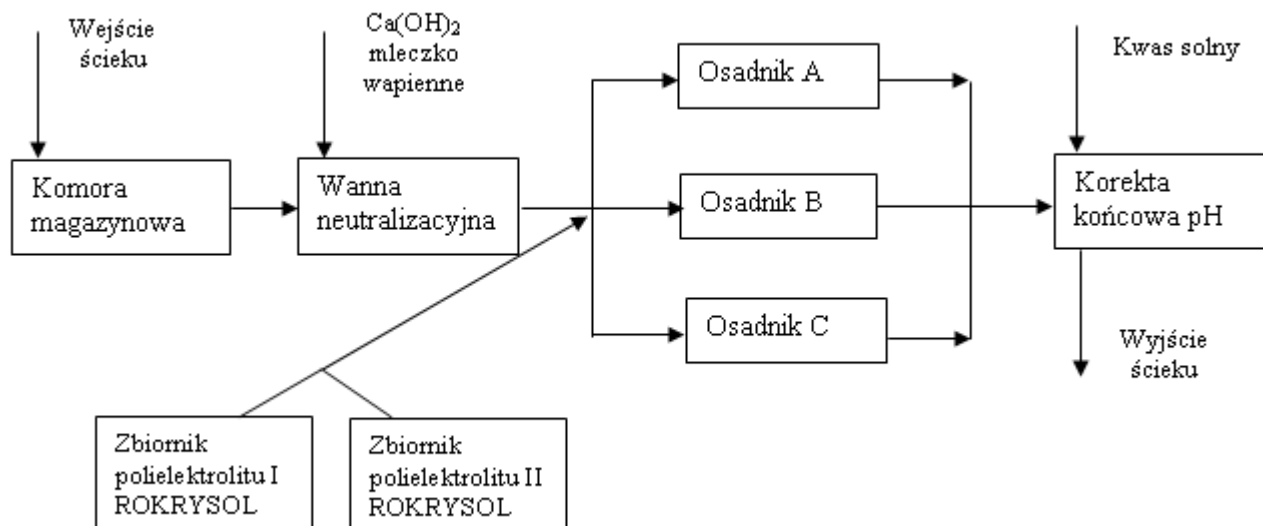 Wejście
ścieku
Ca(OH)₂
mleczko
wapienne
Kwas solny
Komora
magazynowa
Wanna
neutralizacyjna
Osadnik A
Osadnik B
Osadnik C
Korekta
końcowa pH
Wyjście
ścieku
Zbiornik
polielektrolitu I
ROKRYSOL
Zbiornik
polielektrolitu II
ROKRYSOL